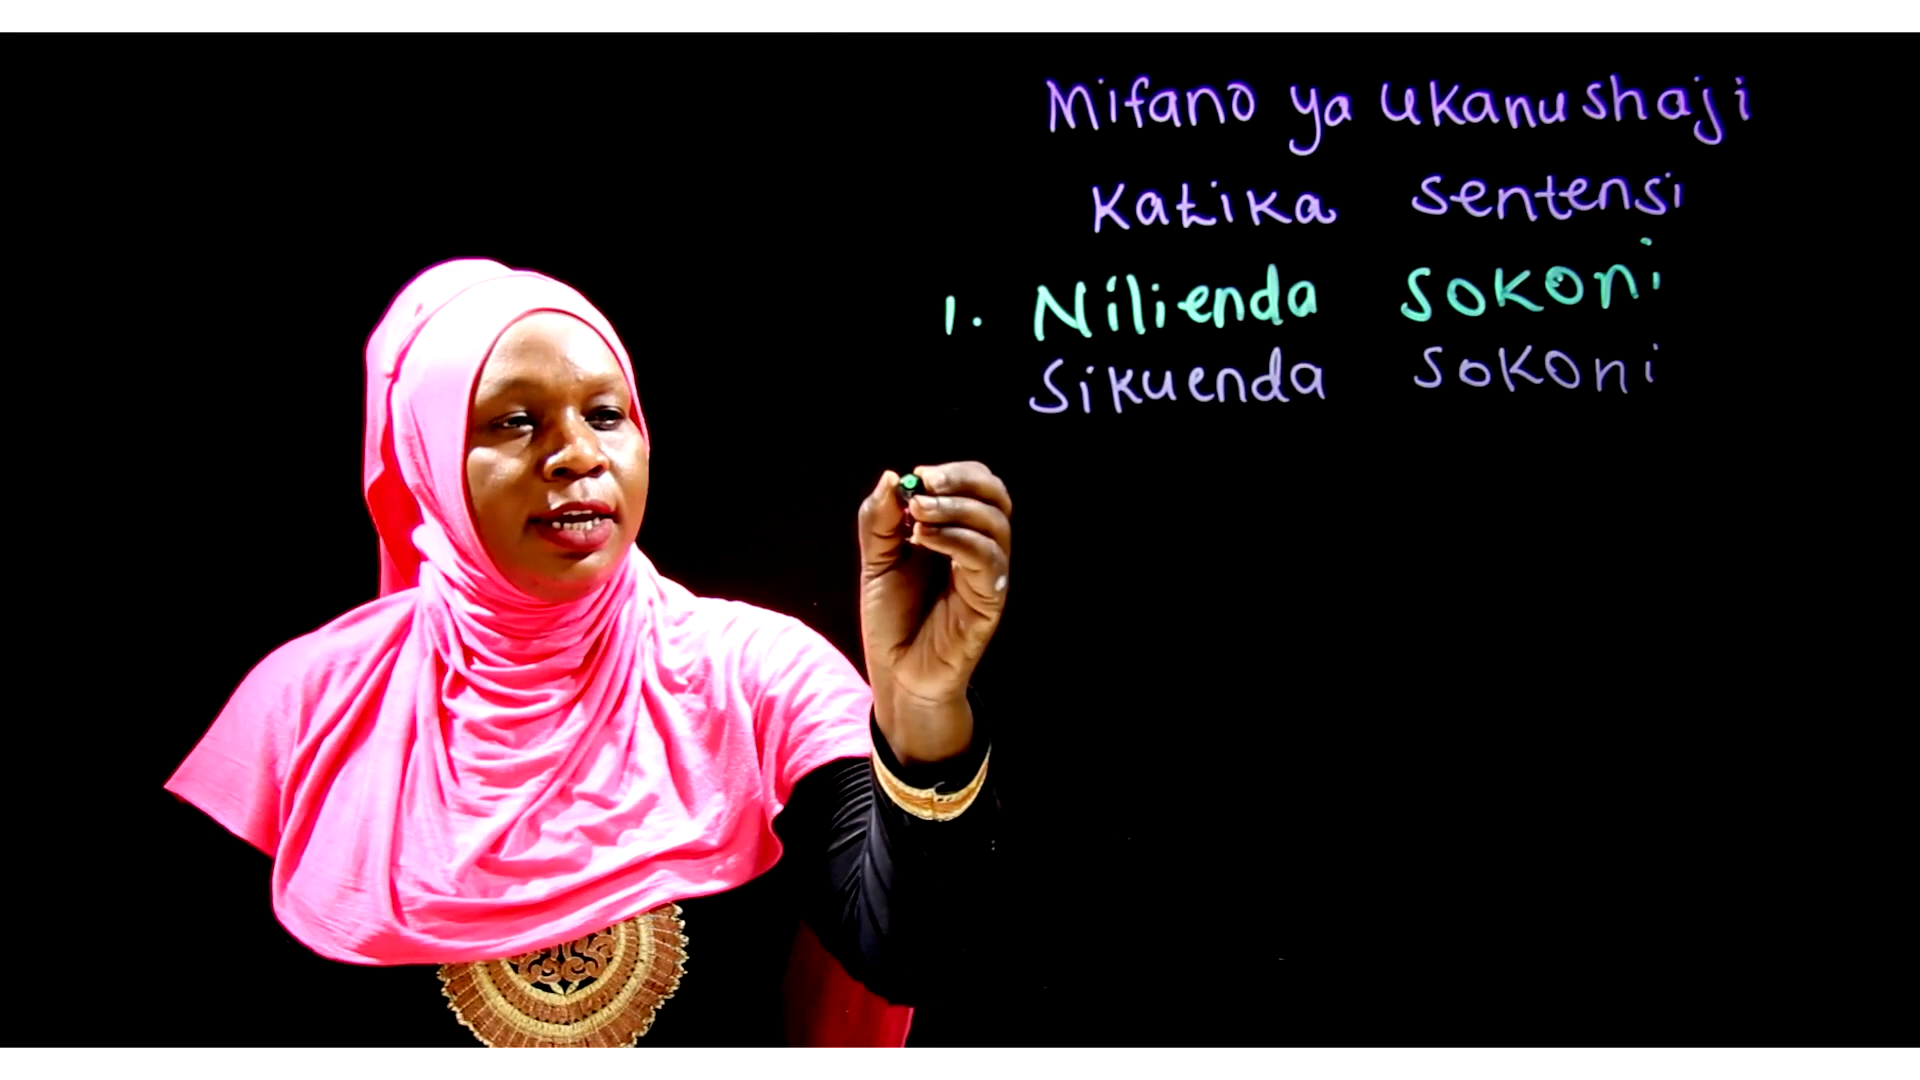 Mifano ya ukanushaji
Katika sentensi
1. Nilienda sokoni
Sikuenda sokoni